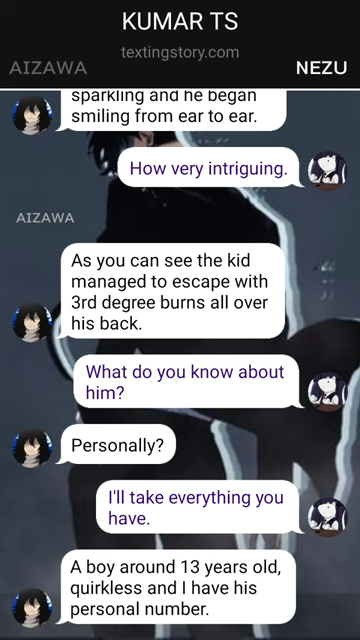 KUMAR TS
textingstory.com
AIZAWA
NEZU
sparkling and he began
smiling from ear to ear.
How very intriguing.
AIZAWA
As you can see the kid
managed to escape with
3rd degree burns all over
his back.
What do you know about
him?
Personally?
I'll take everything you
have.
A boy around 13 years old,
quirkless and I have his
personal number.